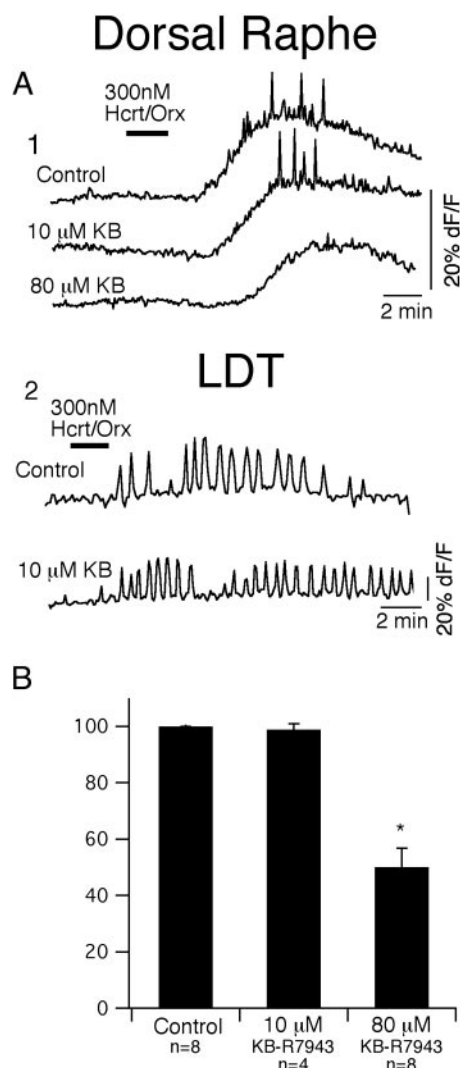 Dorsal Raphe
A
300nM
Hcrt/Orx
1
Control
10 μM KB
80 μM KB
20% dF/F
2 min
LDT
2
300nM
Hcrt/Orx
Control
10 μM KB
20% dF/F
2 min
B
100
80
60
40
20
0
*
Control
n=8
10 μM
KB-R7943
n=4
80 μM
KB-R7943
n=8